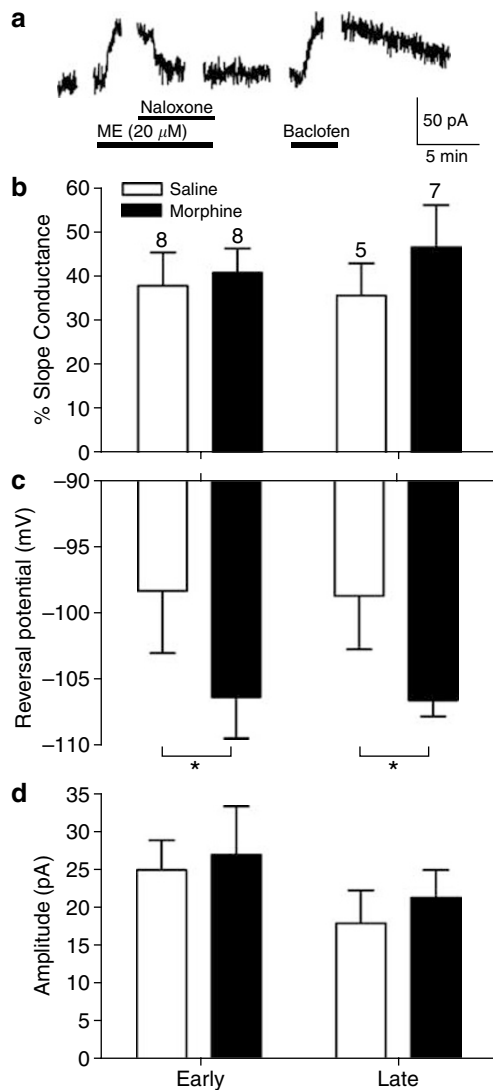 a
Naloxone
ME (20 μM)
Baclofen
50 pA
5 min
b
60
50
40
30
20
10
0
% Slope Conductance
Saline
Morphine
8
8
5
7
c
–90
–95
–100
–105
–110
Reversal potential (mV)
*
*
d
35
30
25
20
15
10
5
0
Amplitude (pA)
Early
Late